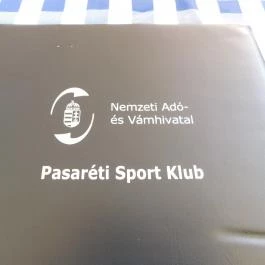 Nemzeti Adó-
és Vámhivatal
Pasaréti Sport Klub